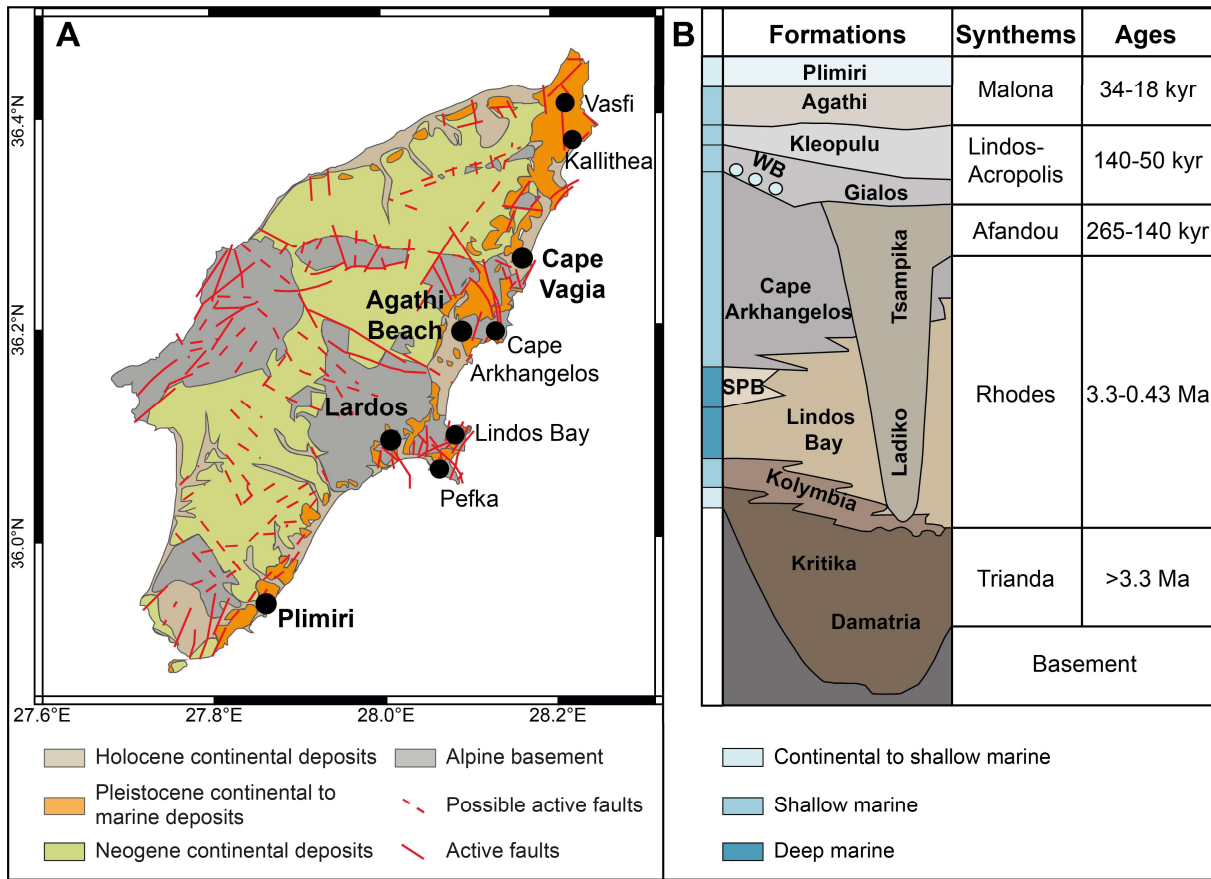 A
36.4°N
36.2°N
36.0°N
27.6°E
27.8°E
28.0°E
28.2°E
Vasfi
Kallithea
Cape
Vagia
Agathi
Beach
Cape
Arkhangelos
Lardos
Lindos Bay
Pefka
Plimiri
Holocene continental deposits
Pleistocene continental to
marine deposits
Neogene continental deposits
Alpine basement
Possible active faults
Active faults
B
Formations
Synthems
Ages
Plimiri
Agathi
Malona
34-18 kyr
Kleopulu
WB
Gialos
Lindos-
Acropolis
140-50 kyr
Afandou
265-140 kyr
Cape
Arkhangelos
Tsampika
SPB
Lindos
Bay
Ladiko
Kolymbia
Rhodes
3.3-0.43 Ma
Kritika
Damatria
Trianda
>3.3 Ma
Basement
Continental to shallow marine
Shallow marine
Deep marine